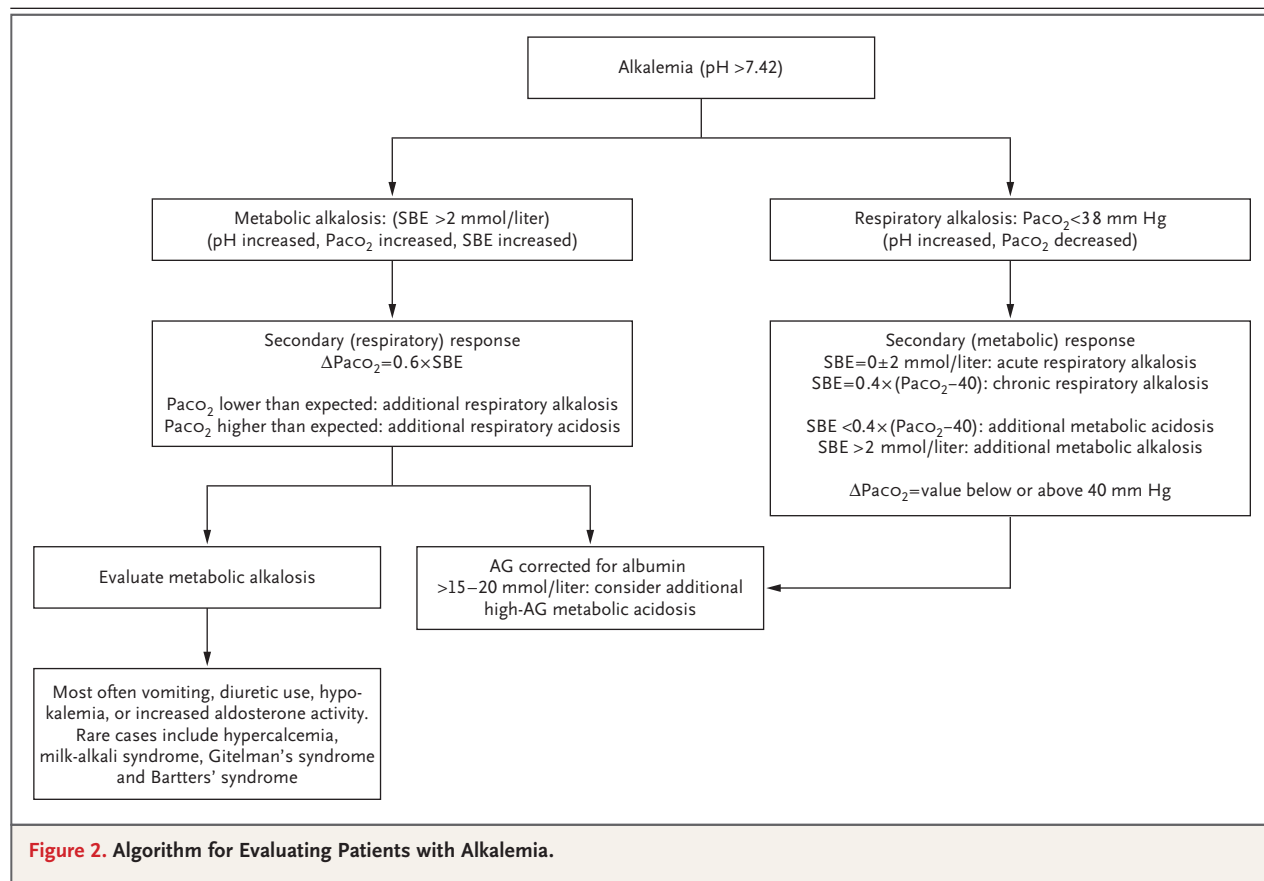 Alkalemia (pH >7.42)
Metabolic alkalosis: (SBE >2 mmol/liter)
(pH increased, Paco₂ increased, SBE increased)
Respiratory alkalosis: Paco₂<38 mm Hg
(pH increased, Paco₂ decreased)
Secondary (respiratory) response
ΔPaco₂=0.6×SBE
Paco₂ lower than expected: additional respiratory alkalosis
Paco₂ higher than expected: additional respiratory acidosis
Secondary (metabolic) response
SBE=0±2 mmol/liter: acute respiratory alkalosis
SBE=0.4×(Paco₂–40): chronic respiratory alkalosis
SBE <0.4×(Paco₂–40): additional metabolic acidosis
SBE >2 mmol/liter: additional metabolic alkalosis
ΔPaco₂=value below or above 40 mm Hg
Evaluate metabolic alkalosis
AG corrected for albumin
>15–20 mmol/liter: consider additional
high-AG metabolic acidosis
Most often vomiting, diuretic use, hypo-
kalemia, or increased aldosterone activity.
Rare cases include hypercalcemia,
milk-alkali syndrome, Gitelman’s syndrome
and Bartters’ syndrome
Figure 2. Algorithm for Evaluating Patients with Alkalemia.